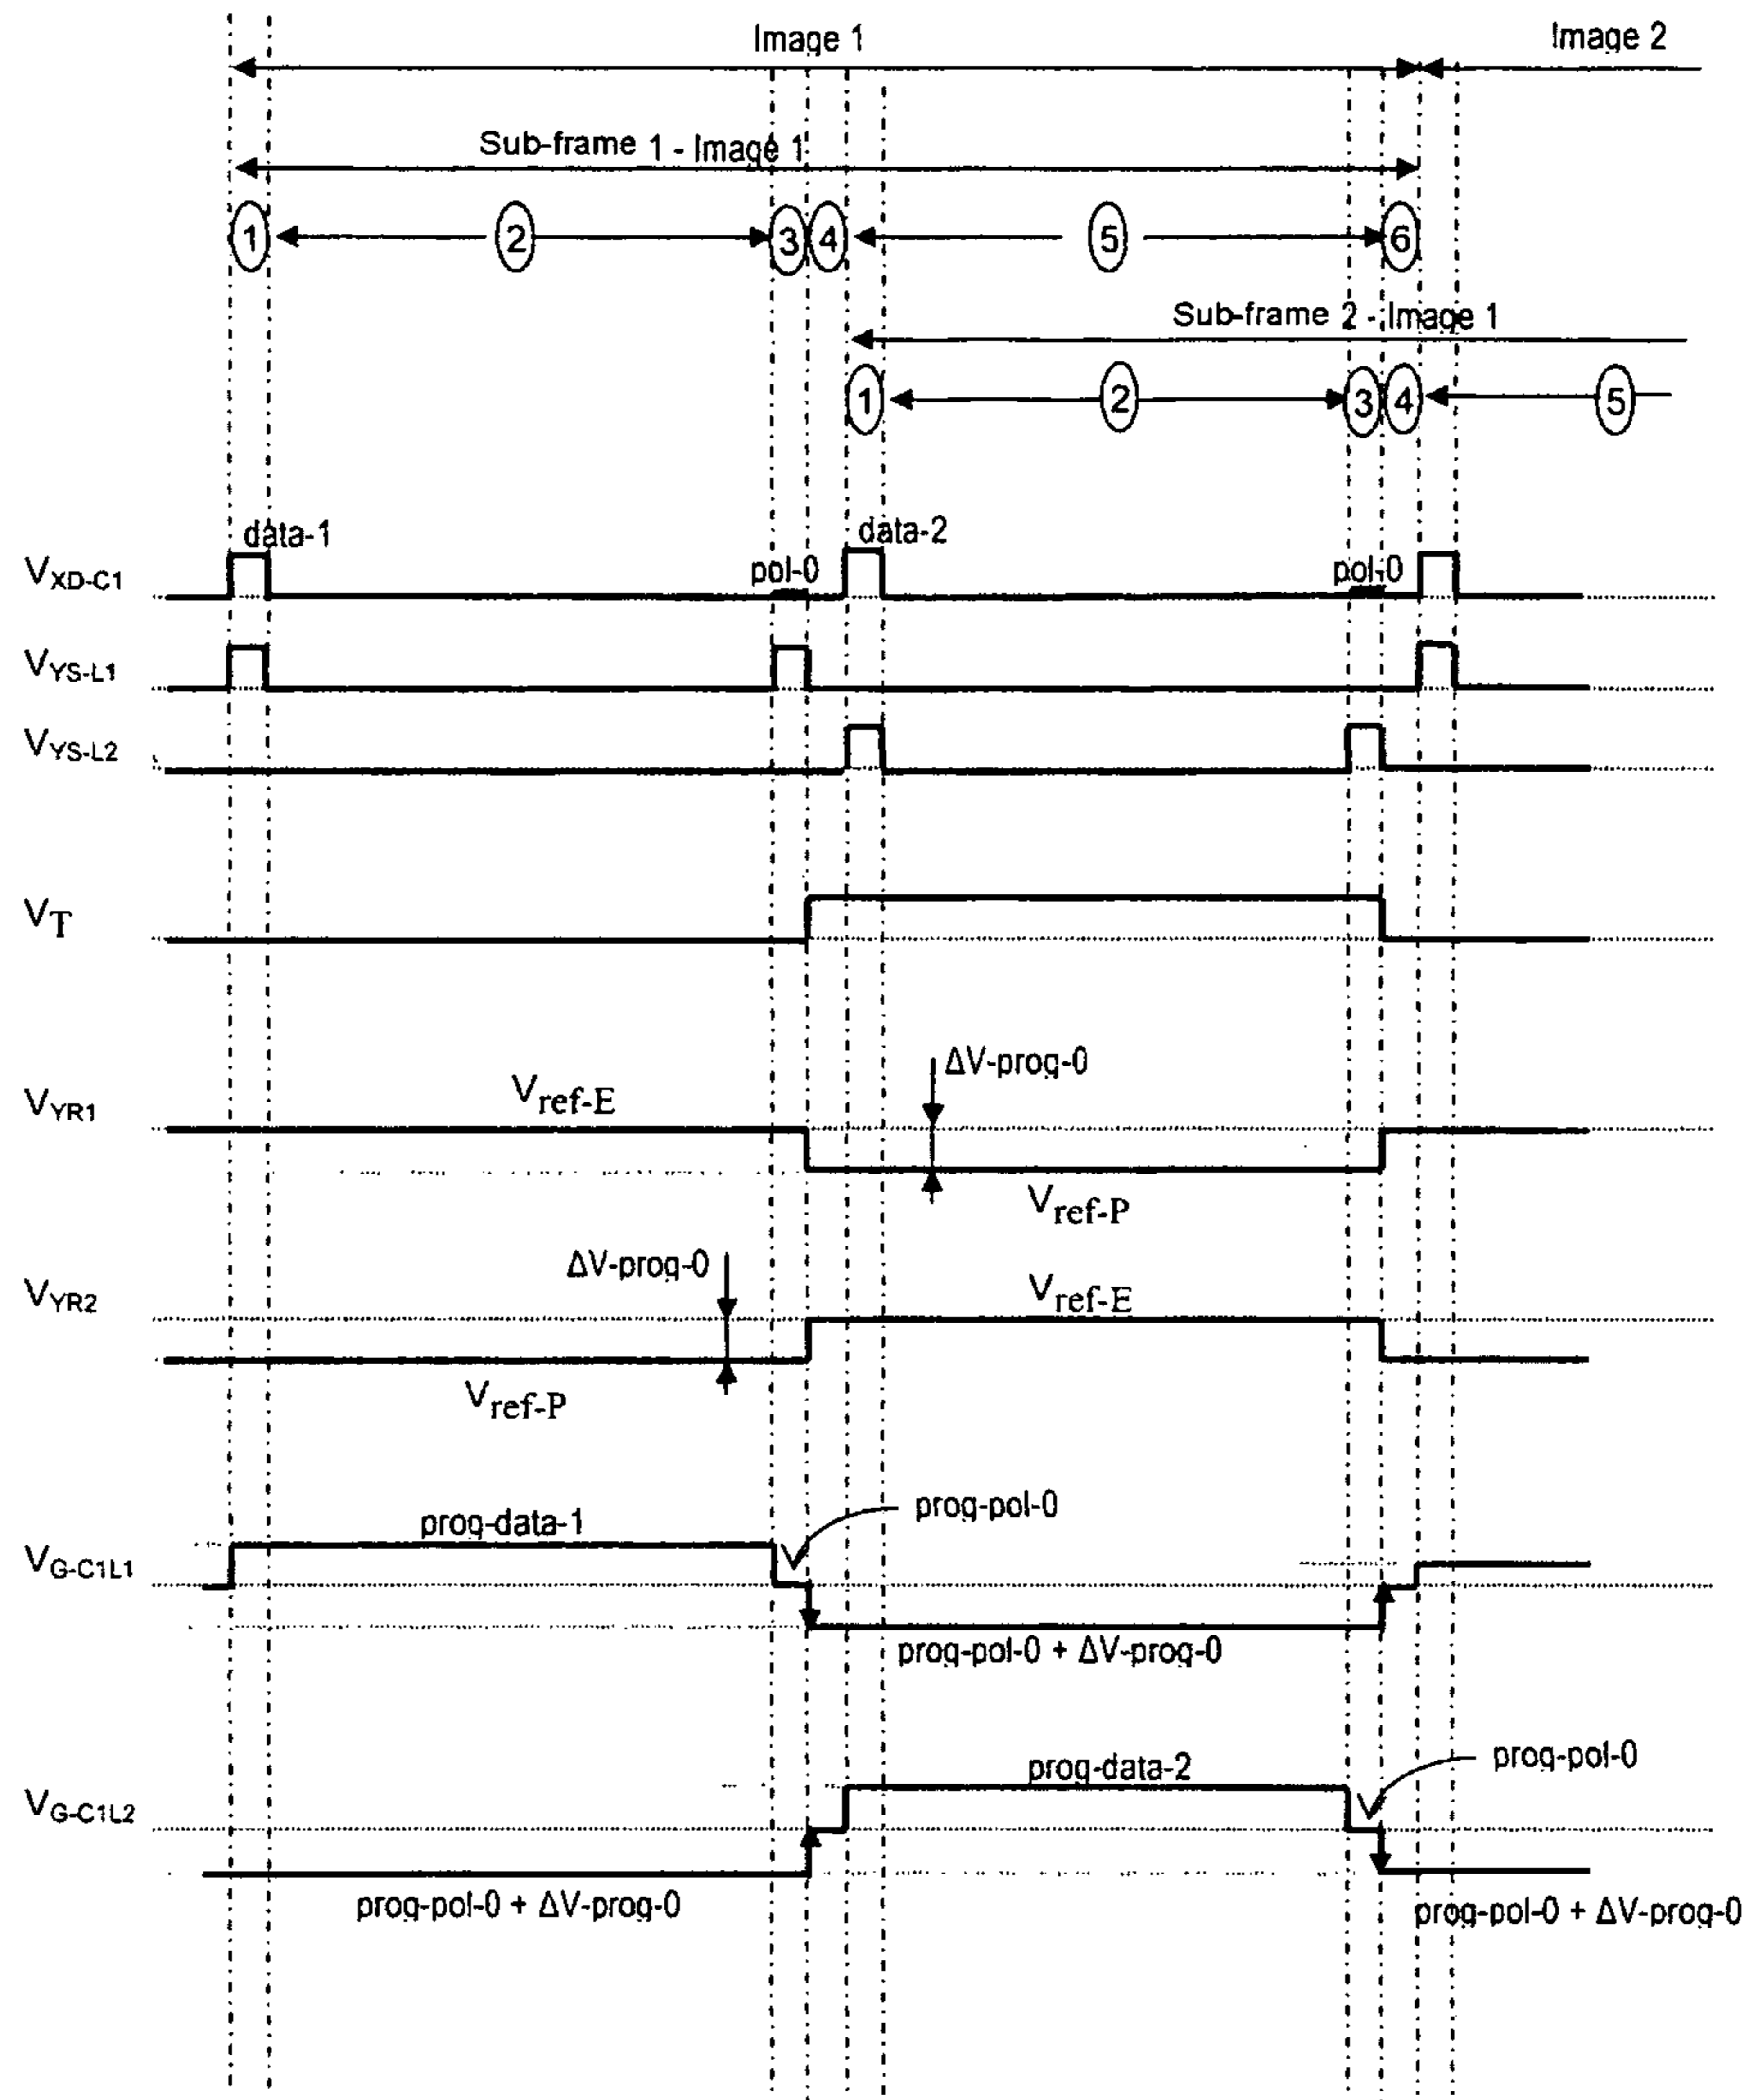 Image 1 Image 2
Sub-frame 1 - Image 1
1 2 3 4 5 6
Sub-frame 2 - Image 1
1 2 3 4 5
data-1 data-2
VXD-C1 pol-0 pol-0
VYS-L1
VYS-L2
VT
ΔV-prog-0
VYR1 Vref-E
Vref-P
ΔV-prog-0
VYR2 Vref-E
Vref-P
prog-data-1 prog-pol-0
VG-C1L1
prog-pol-0 + ΔV-prog-0
prog-data-2 prog-pol-0
VG-C1L2
prog-pol-0 + ΔV-prog-0 prog-pol-0 + ΔV-prog-0